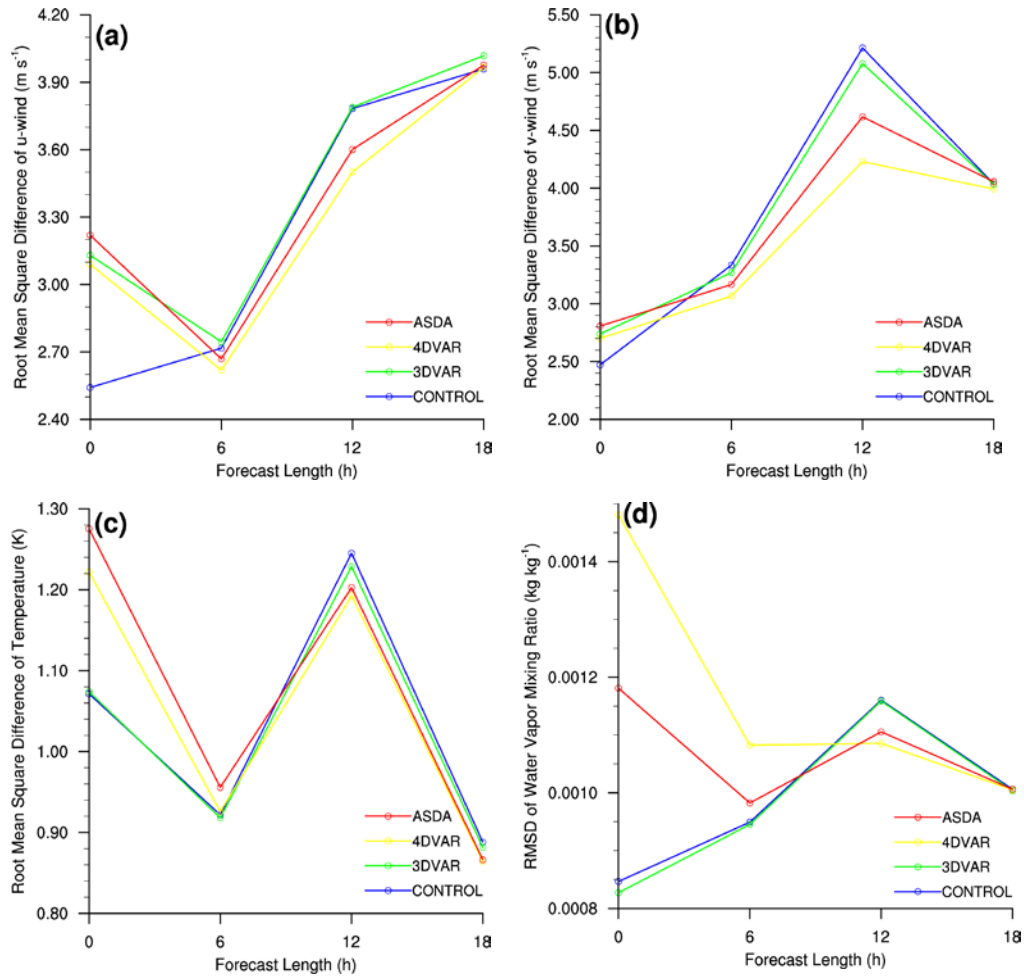 (a)
Root Mean Square Difference of u-wind (m s⁻¹)
4.20
3.90
3.60
3.30
3.00
2.70
2.40
ASDA
4DVAR
3DVAR
CONTROL
0 6 12 18
Forecast Length (h)
(b)
Root Mean Square Difference of v-wind (m s⁻¹)
5.50
5.00
4.50
4.00
3.50
3.00
2.50
2.00
ASDA
4DVAR
3DVAR
CONTROL
0 6 12 18
Forecast Length (h)
(c)
Root Mean Square Difference of Temperature (K)
1.30
1.20
1.10
1.00
0.90
0.80
ASDA
4DVAR
3DVAR
CONTROL
0 6 12 18
Forecast Length (h)
(d)
RMSD of Water Vapor Mixing Ratio (kg kg⁻¹)
0.0014
0.0012
0.0010
0.0008
ASDA
4DVAR
3DVAR
CONTROL
0 6 12 18
Forecast Length (h)